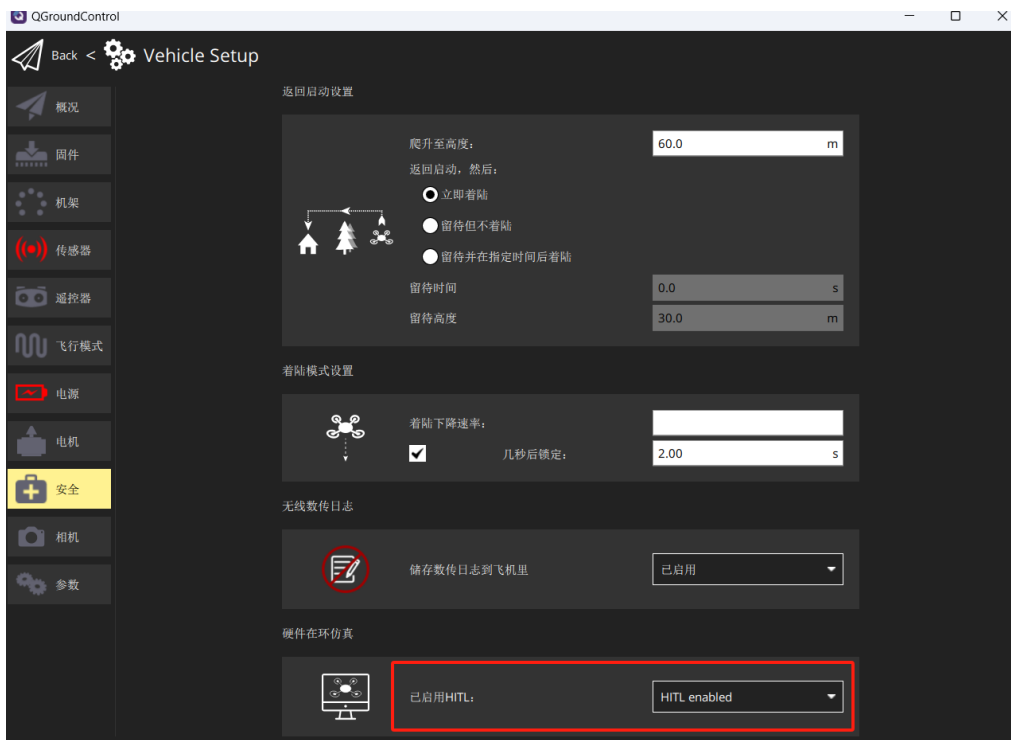 QGroundControl
Back < Vehicle Setup
概况
固件
机架
传感器
遥控器
飞行模式
电源
电机
安全
相机
参数
返回启动设置
爬升至高度：
60.0 m
返回启动，然后：
立即着陆
留待但不着陆
留待并在指定时间后着陆
留待时间
0.0 s
留待高度
30.0 m
着陆模式设置
着陆下降速率：
几秒后锁定：
2.00 s
无线数传日志
储存数传日志到飞机里
已启用
硬件在环仿真
已启用HITL：
HITL enabled